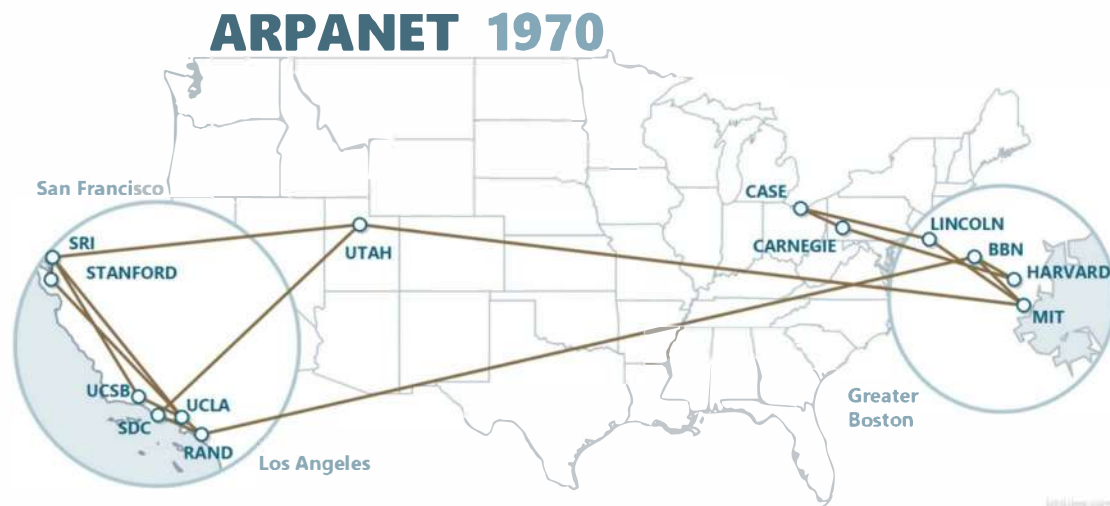 ARPANET 1970
San Francisco
SRI
STANFORD
UTAH
UCSB
SDC
UCLA
RAND
Los Angeles
CASE
CARNEGIE
LINCOLN
BBN
HARVARD
MIT
Greater
Boston